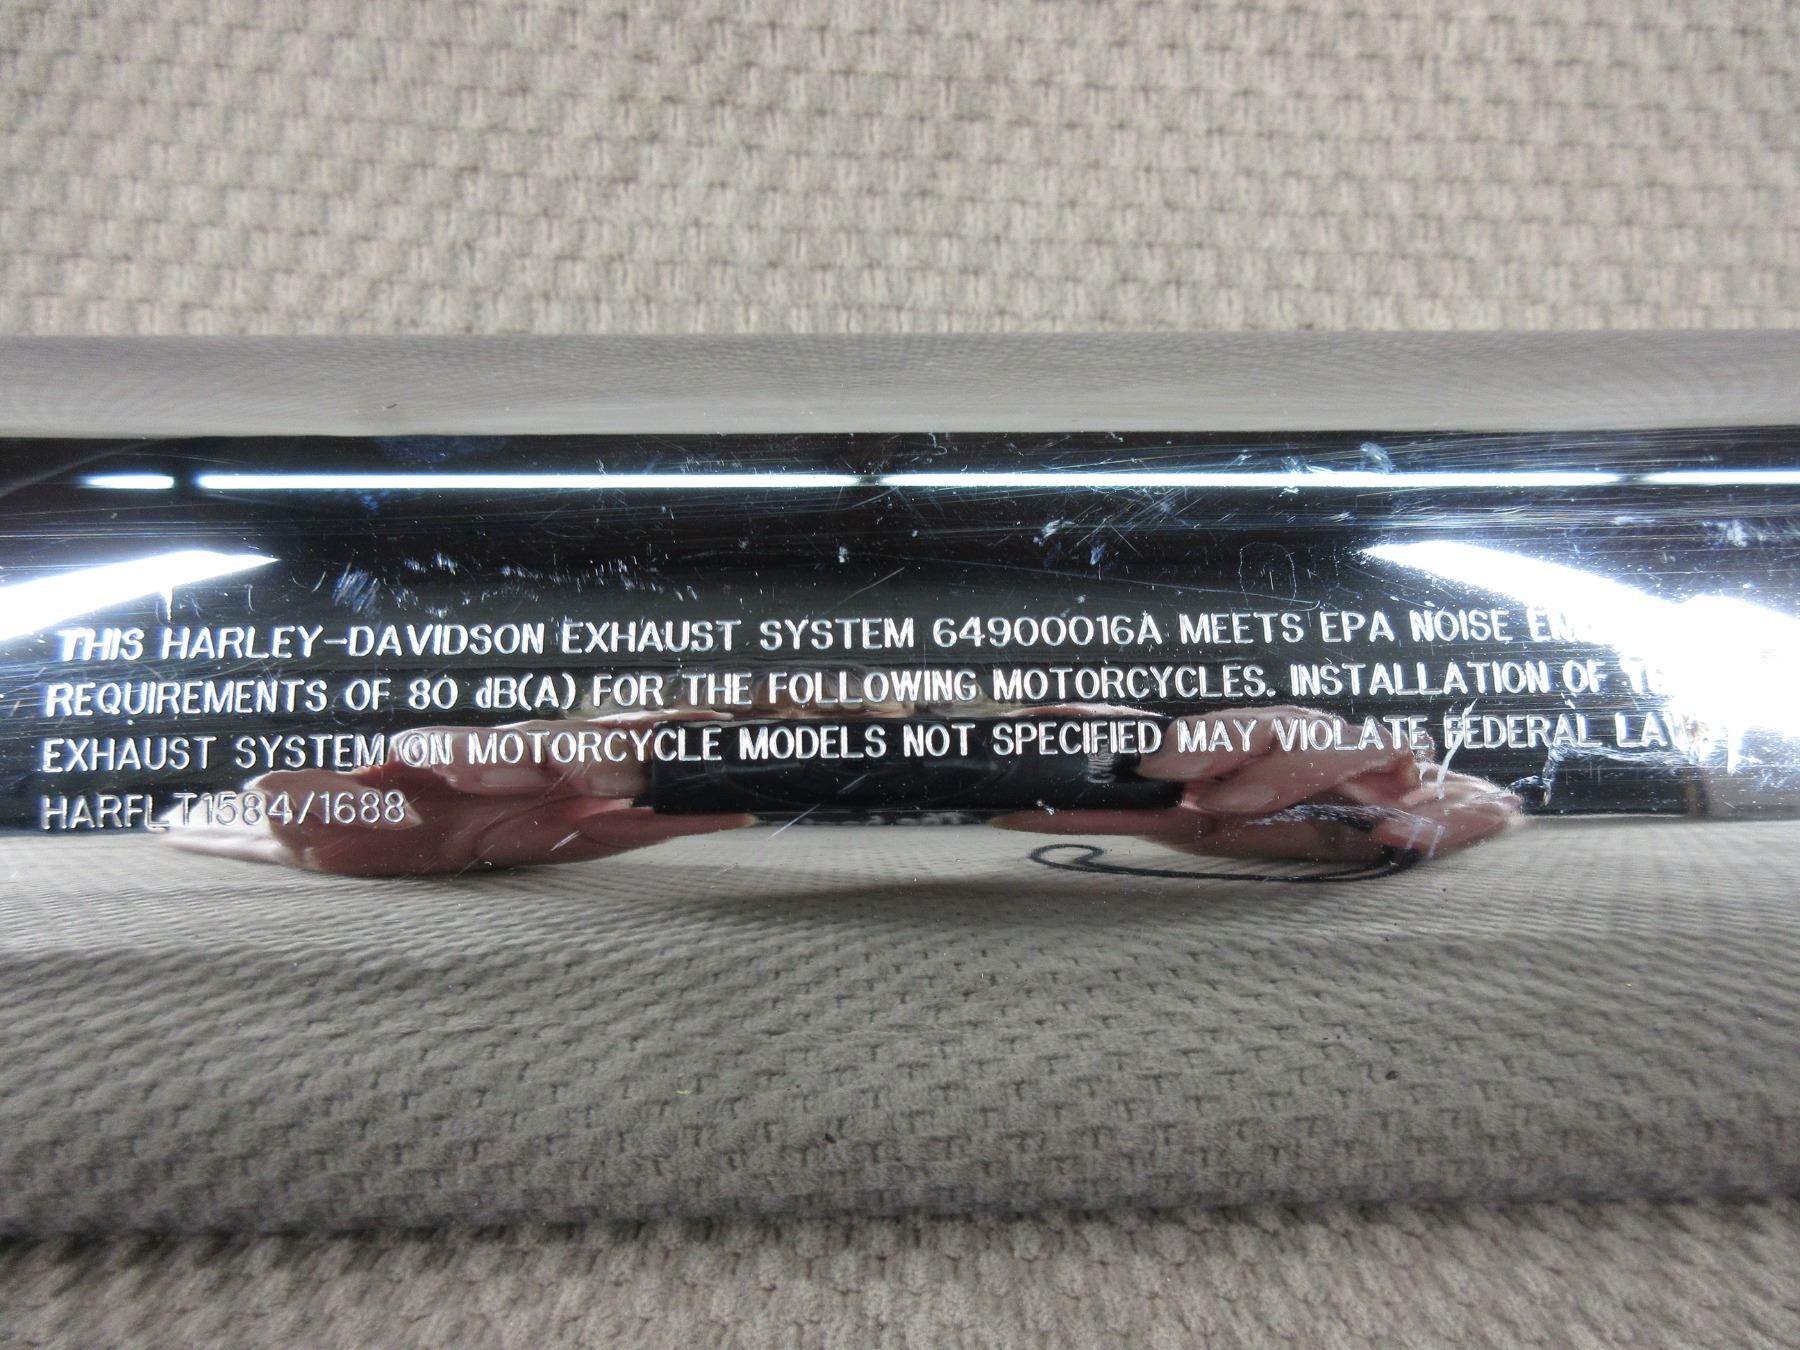 THIS HARLEY-DAVIDSON EXHAUST SYSTEM 64900016A MEETS EPA NOISE
REQUIREMENTS OF 80 dB(A) FOR THE FOLLOWING MOTORCYCLES. INSTALLATION OF
EXHAUST SYSTEM ON MOTORCYCLE MODELS NOT SPECIFIED MAY VIOLATE FEDERAL LAW
HARFLT1584/1688